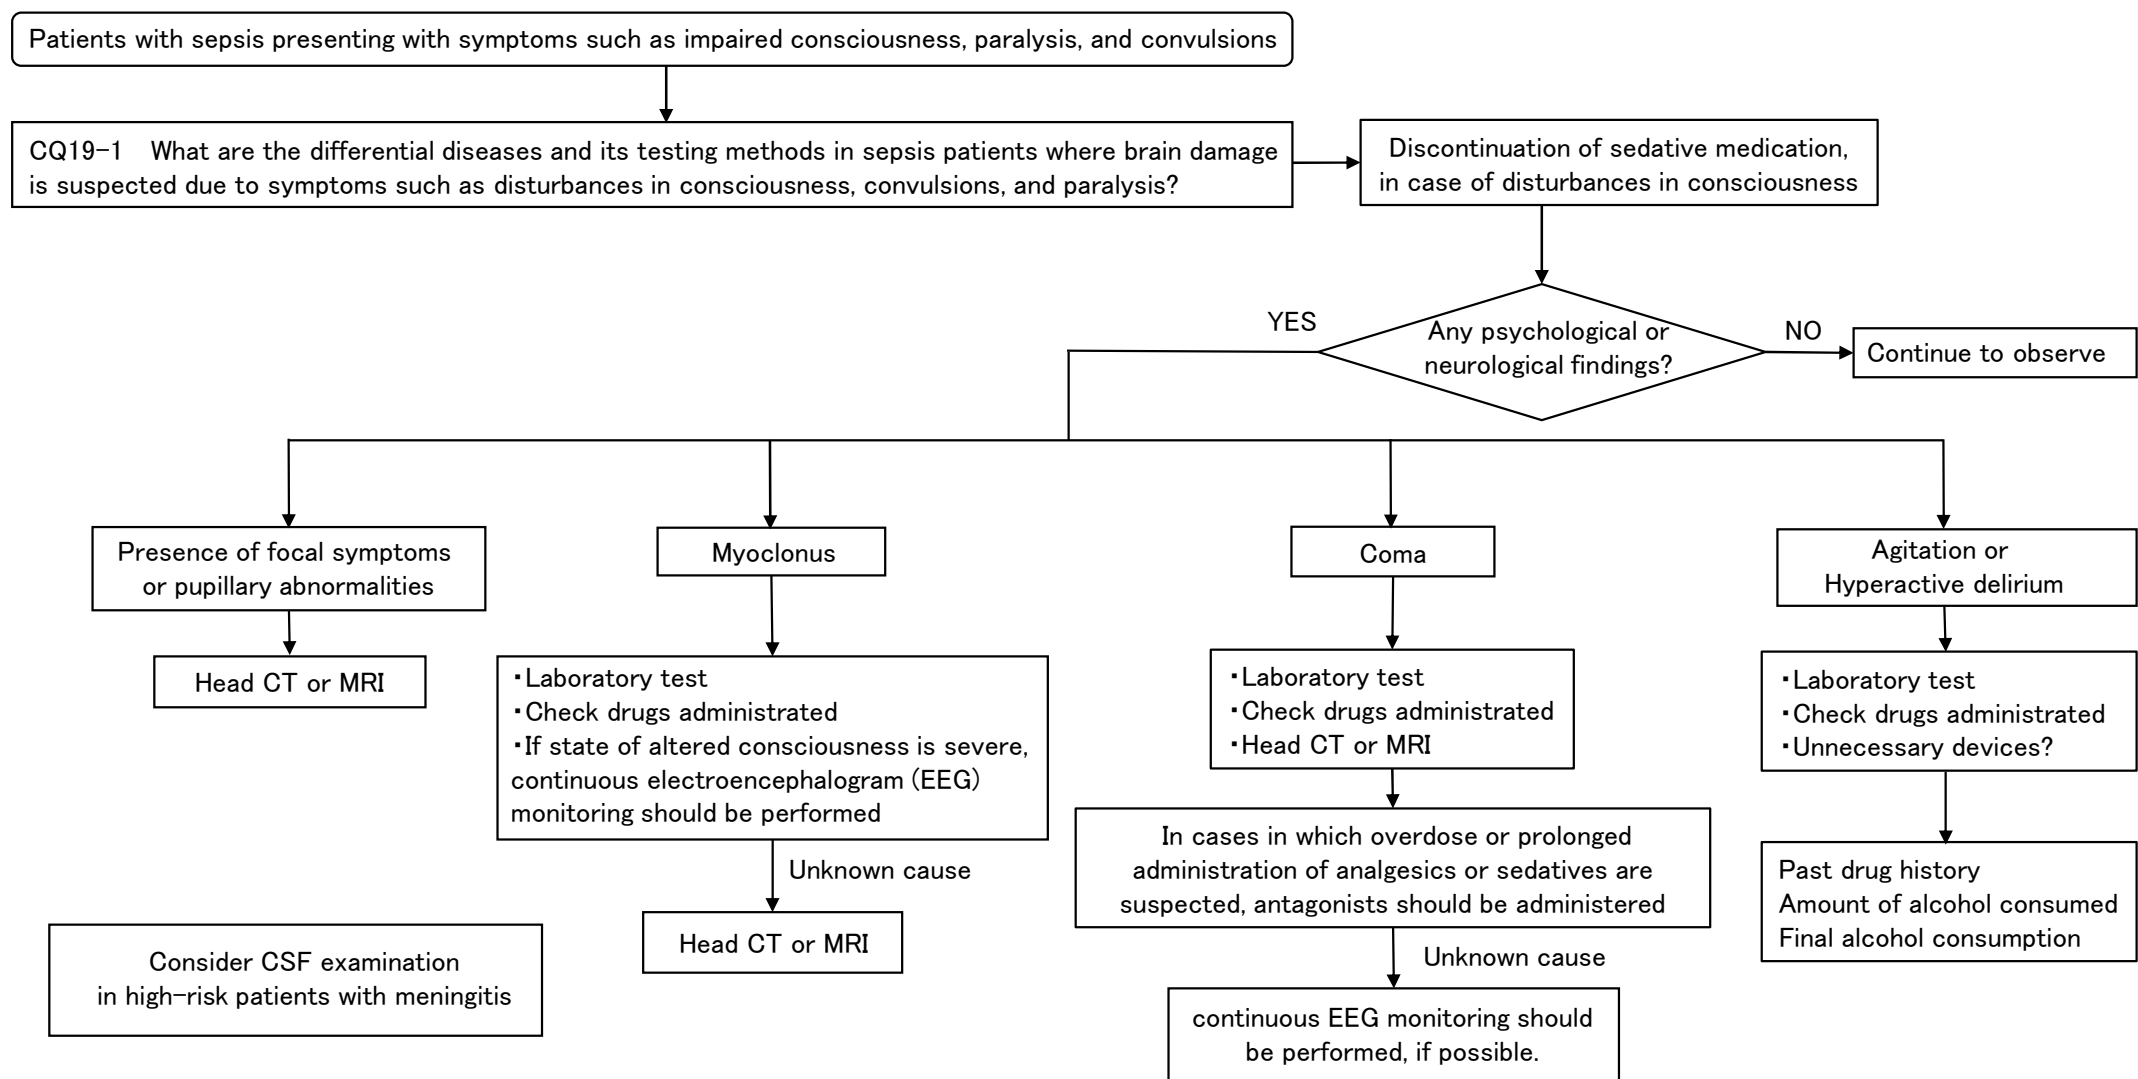 Patients with sepsis presenting with symptoms such as impaired consciousness, paralysis, and convulsions
CQ19-1 What are the differential diseases and its testing methods in sepsis patients where brain damage
is suspected due to symptoms such as disturbances in consciousness, convulsions, and paralysis?
Discontinuation of sedative medication,
in case of disturbances in consciousness
Any psychological or
neurological findings?
YES
NO
Continue to observe
Presence of focal symptoms
or pupillary abnormalities
Head CT or MRI
Myoclonus
・Laboratory test
・Check drugs administrated
・If state of altered consciousness is severe,
continuous electroencephalogram (EEG)
monitoring should be performed
Unknown cause
Head CT or MRI
Coma
・Laboratory test
・Check drugs administrated
・Head CT or MRI
In cases in which overdose or prolonged
administration of analgesics or sedatives are
suspected, antagonists should be administered
Unknown cause
continuous EEG monitoring should
be performed, if possible.
Agitation or
Hyperactive delirium
・Laboratory test
・Check drugs administrated
・Unnecessary devices?
Past drug history
Amount of alcohol consumed
Final alcohol consumption
Consider CSF examination
in high-risk patients with meningitis